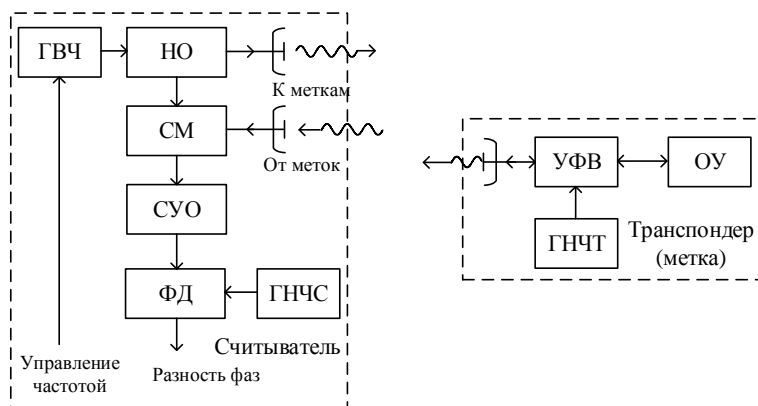 ГВЧ
НО
К меткам
СМ
От меток
СУО
ФД
ГНЧС
Считыватель
Управление
частотой
Разность фаз
УФВ
ОУ
ГНЧТ
Транспондер
(метка)